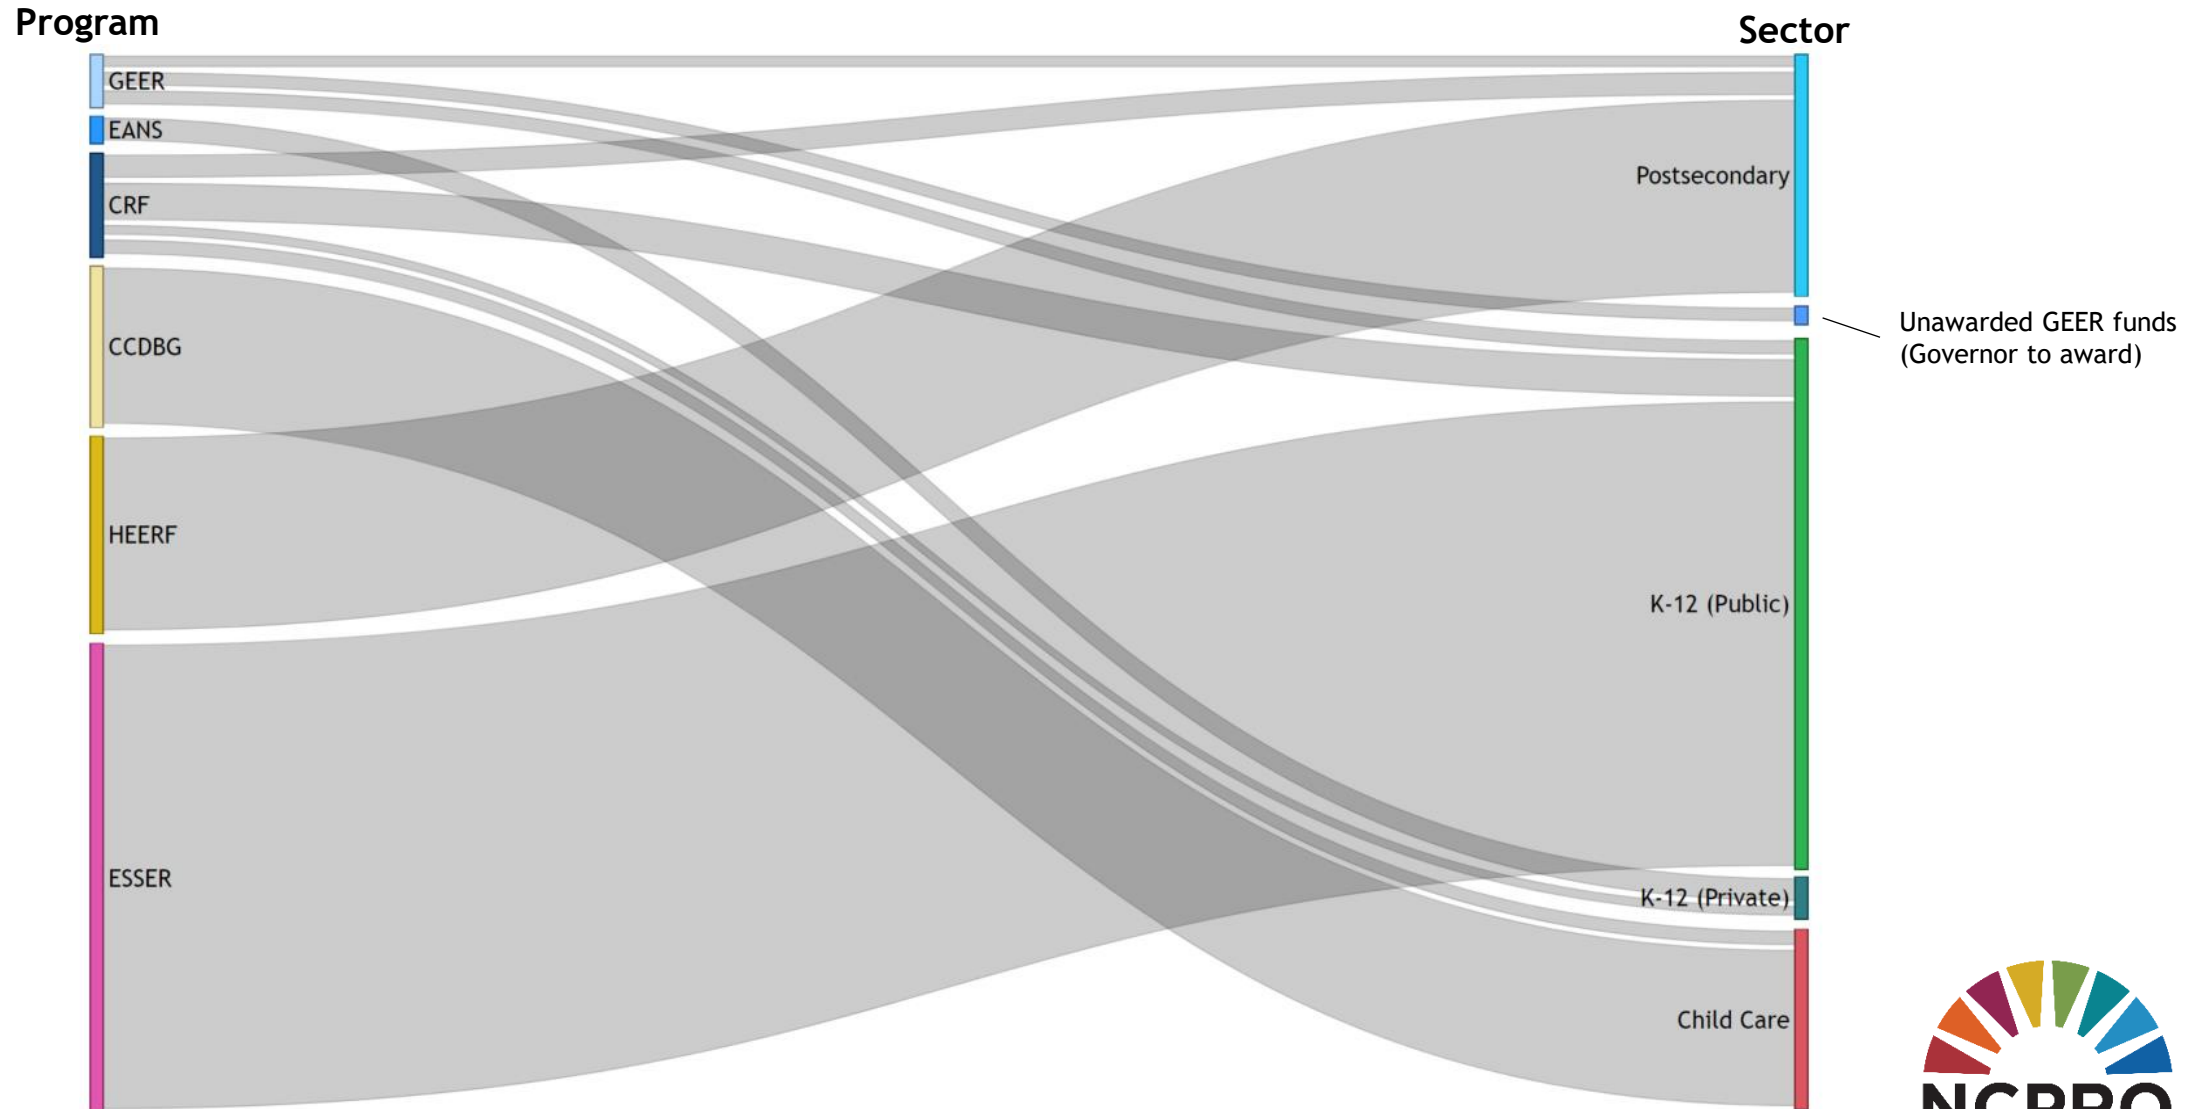 Program
Sector
GEER
EANS
CRF
CCDBG
HEERF
ESSER
Postsecondary
Unawarded GEER funds
(Governor to award)
K-12 (Public)
K-12 (Private)
Child Care
NCPRO